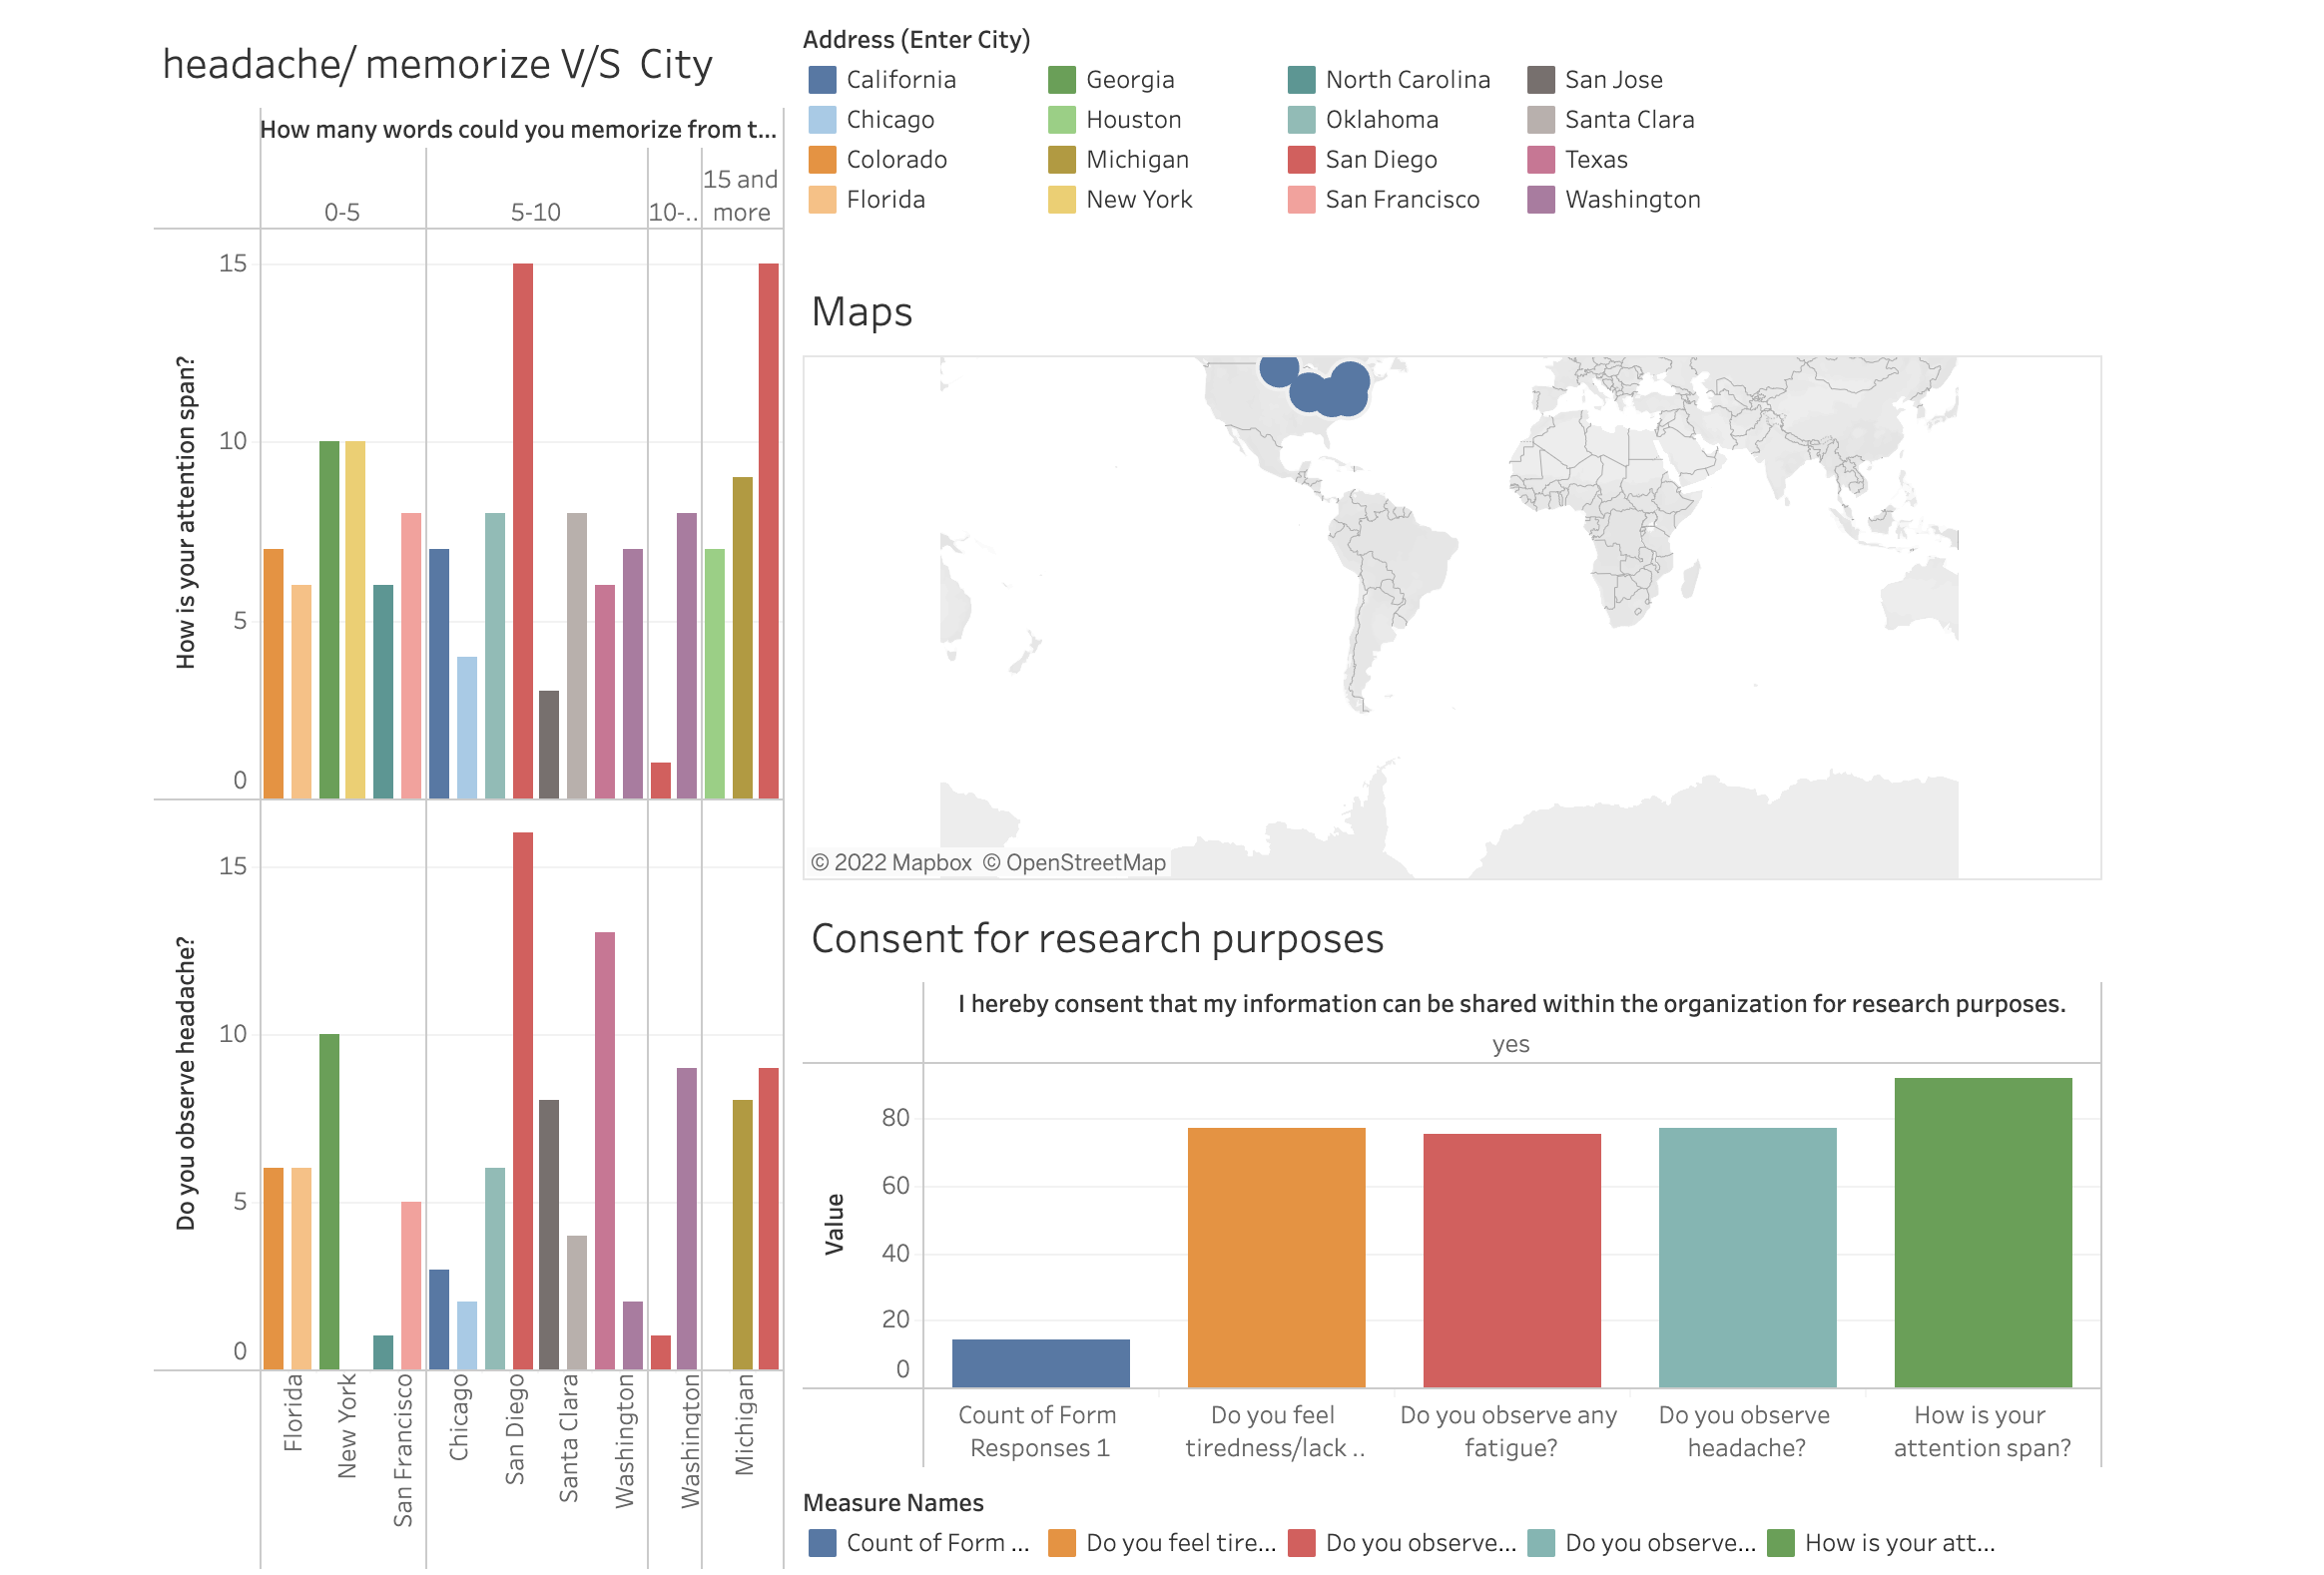 headache/ memorize V/S  City
How many words could you memorize from t...
0-5
5-10
10-..
15 and
more
How is your attention span?
15
10
5
0
Do you observe headache?
15
10
5
0
Florida
New York
San Francisco
Chicago
San Diego
Santa Clara
Washington
Washington
Michigan
Address (Enter City)
California
Georgia
North Carolina
San Jose
Chicago
Houston
Oklahoma
Santa Clara
Colorado
Michigan
San Diego
Texas
Florida
New York
San Francisco
Washington
Maps
© 2022 Mapbox © OpenStreetMap
Consent for research purposes
I hereby consent that my information can be shared within the organization for research purposes.
yes
Value
80
60
40
20
0
Count of Form
Responses 1
Do you feel
tiredness/lack ..
Do you observe any
fatigue?
Do you observe
headache?
How is your
attention span?
Measure Names
Count of Form ...
Do you feel tire...
Do you observe...
Do you observe...
How is your att...